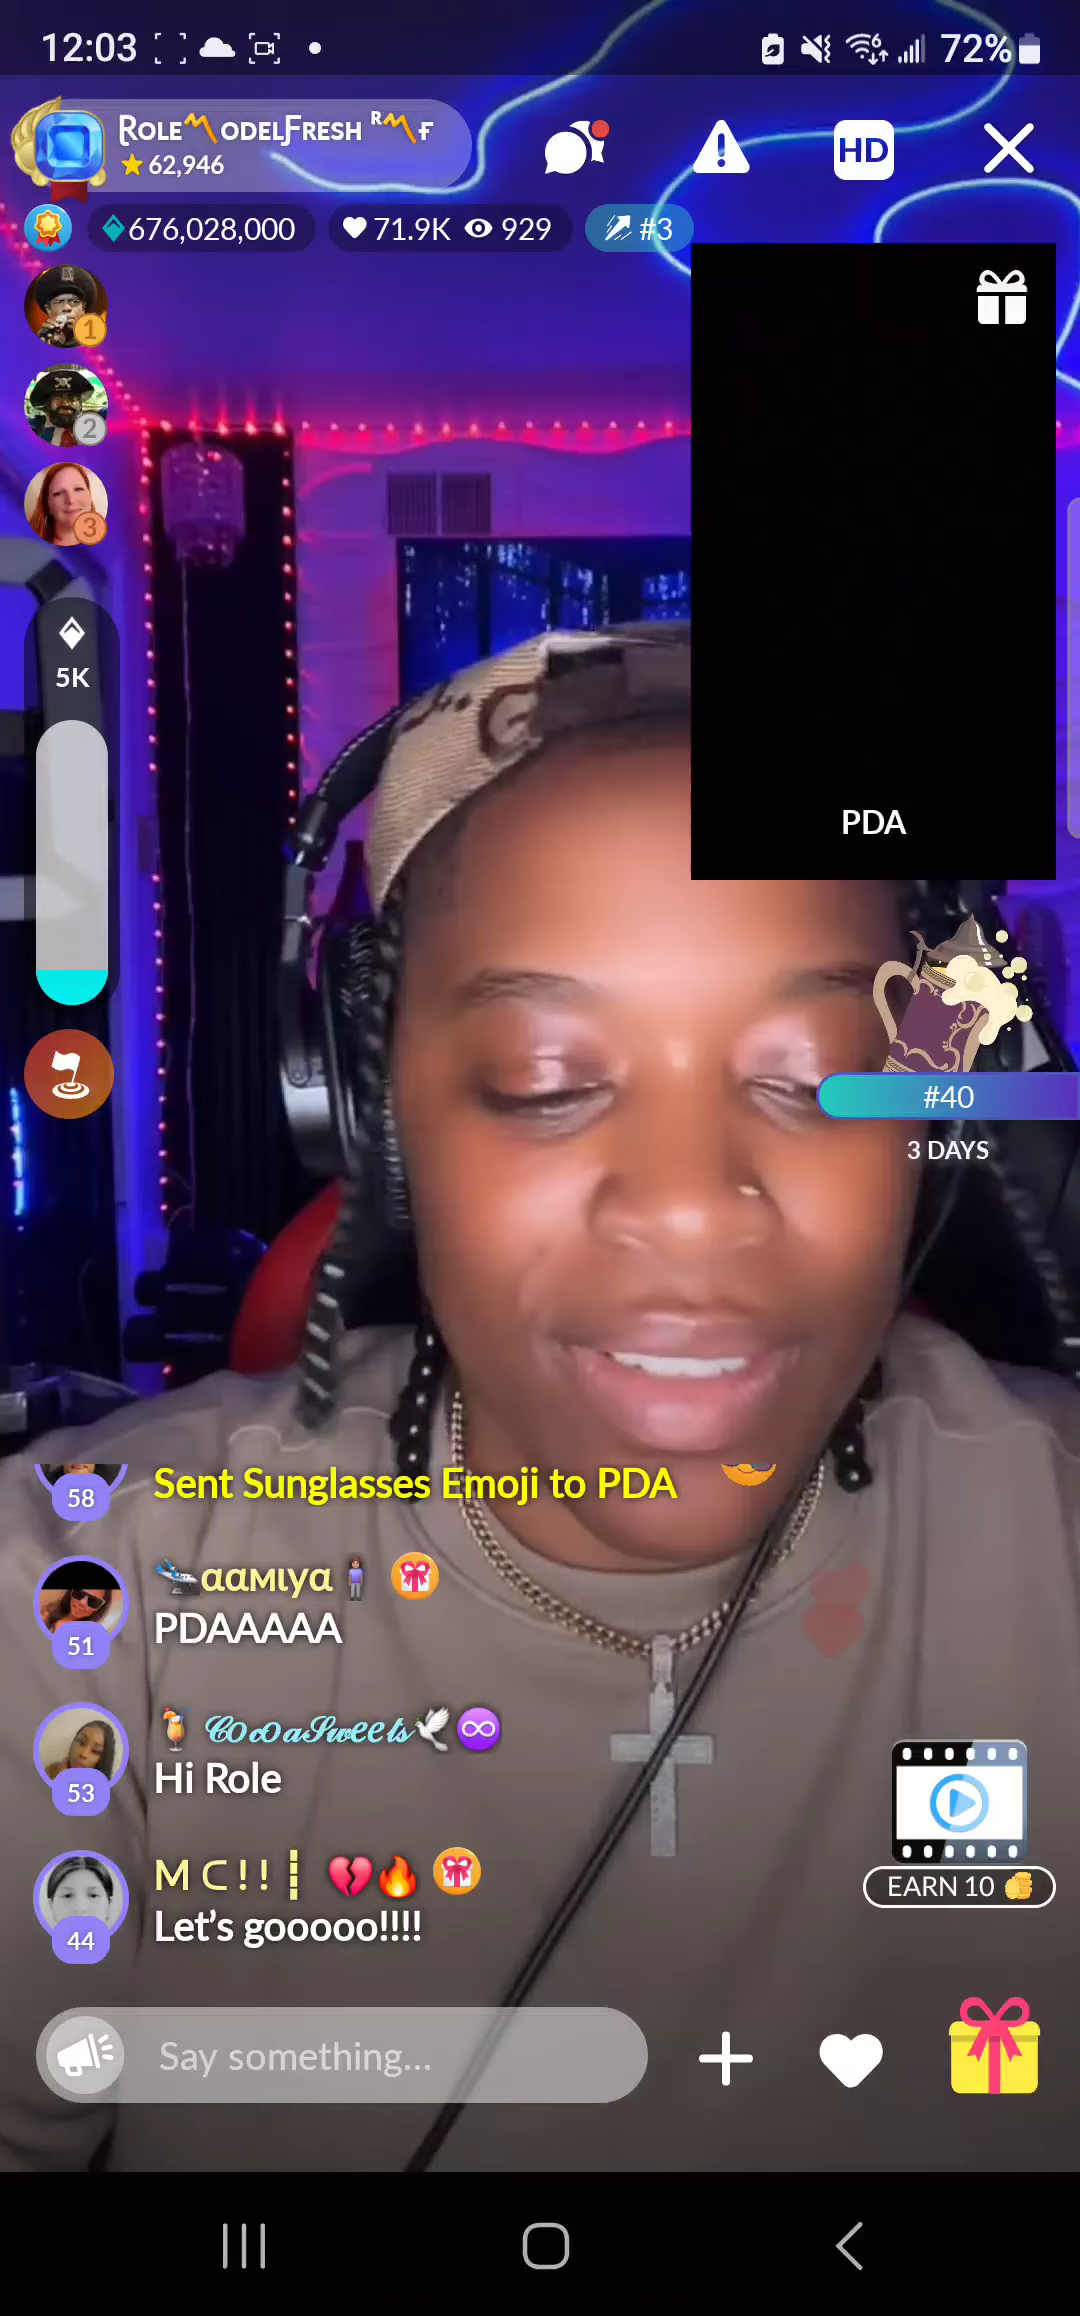 12:03
72%
RoleModelFresh ᴿMF
62,946
HD
676,028,000
71.9K
929
#3
1
2
3
5K
PDA
#40
3 DAYS
58
Sent Sunglasses Emoji to PDA
ααмιуα
51
PDAAAAA
𝒞𝑜𝒸𝑜𝒶𝒮𝓌𝑒𝑒𝓉𝓈
53
Hi Role
M C!!
44
Let's gooooo!!!!
EARN 10
Say something...